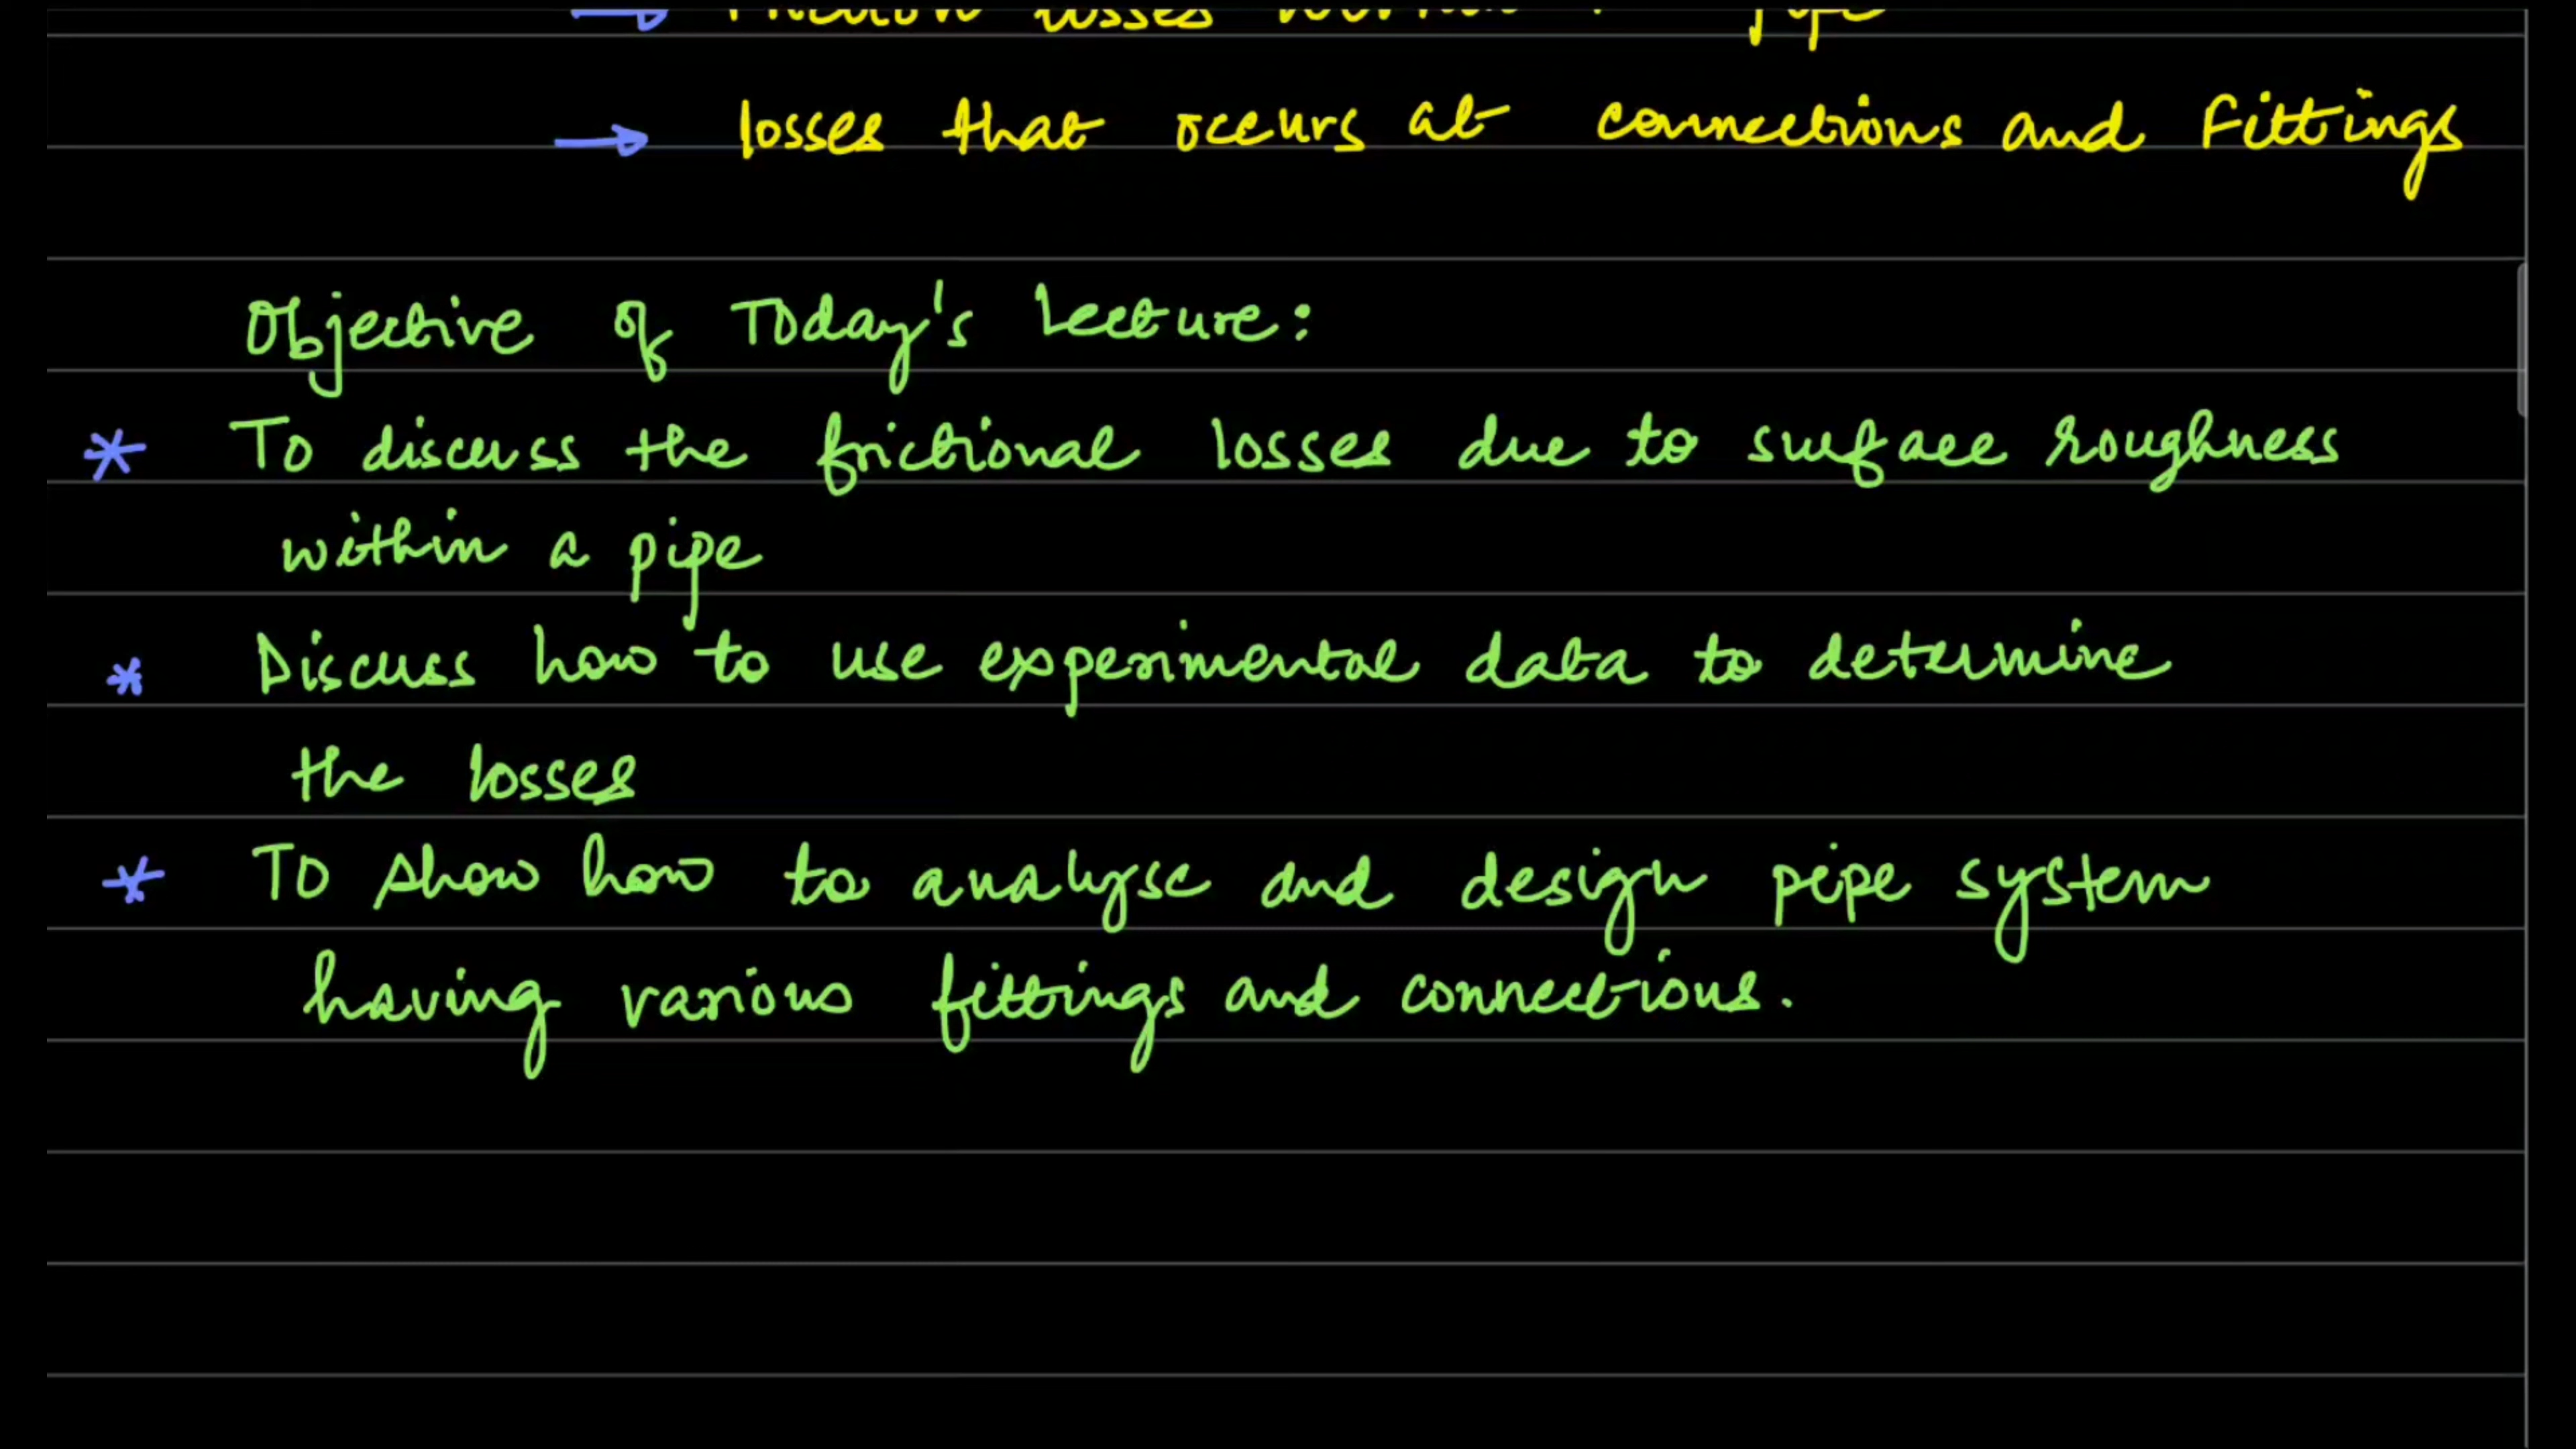 → losses pipe
→ losses that occurs at connections and Fittings
Objective of Today's Lecture:
* To discuss the frictional losses due to surface roughness
within a pipe
* Discuss how to use experimental data to determine
the losses
* To show how to analyse and design pipe system
having various fittings and connections.